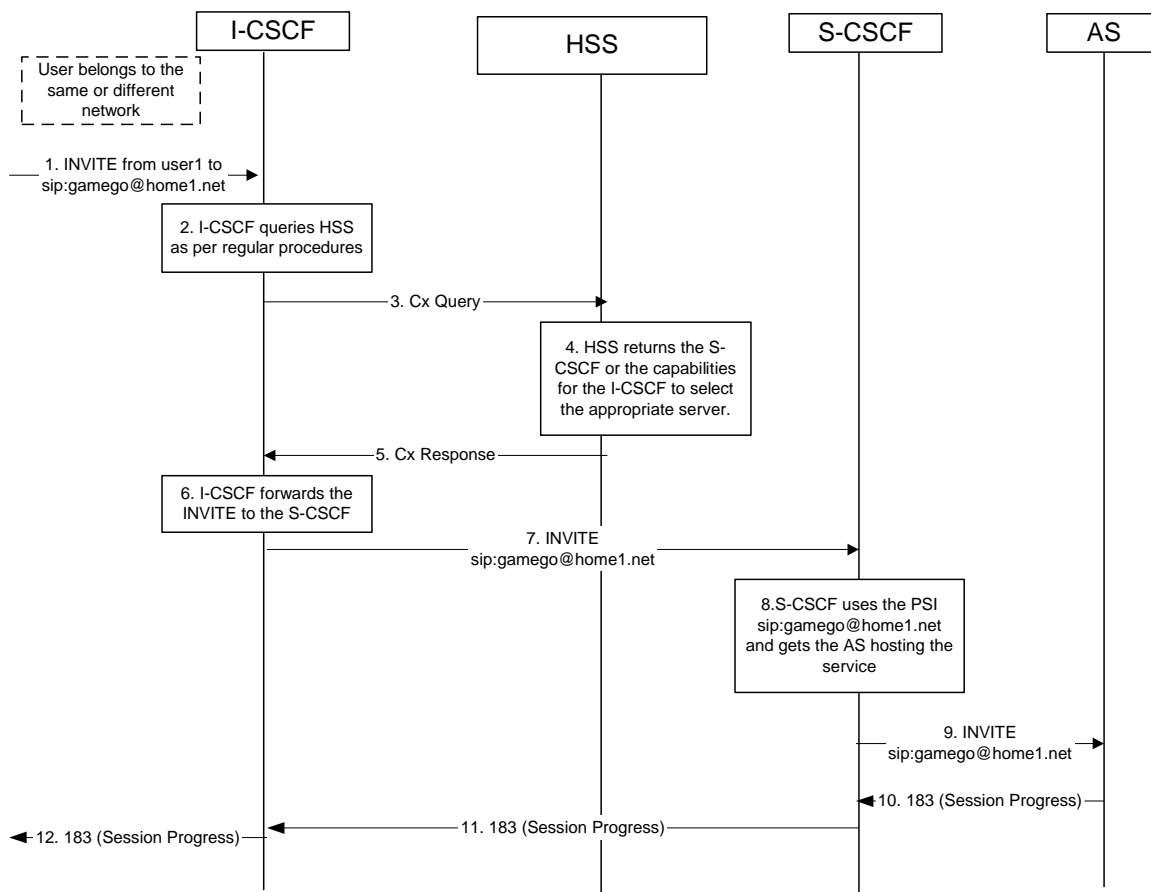 I-CSCF
HSS
S-CSCF
AS
User belongs to the
same or different
network
1. INVITE from user1 to
sip:gamego@home1.net
2. I-CSCF queries HSS
as per regular procedures
3. Cx Query
4. HSS returns the S-
CSCF or the capabilities
for the I-CSCF to select
the appropriate server.
5. Cx Response
6. I-CSCF forwards the
INVITE to the S-CSCF
7. INVITE
sip:gamego@home1.net
8.S-CSCF uses the PSI
sip:gamego@home1.net
and gets the AS hosting the
service
9. INVITE
sip:gamego@home1.net
10. 183 (Session Progress)
11. 183 (Session Progress)
12. 183 (Session Progress)